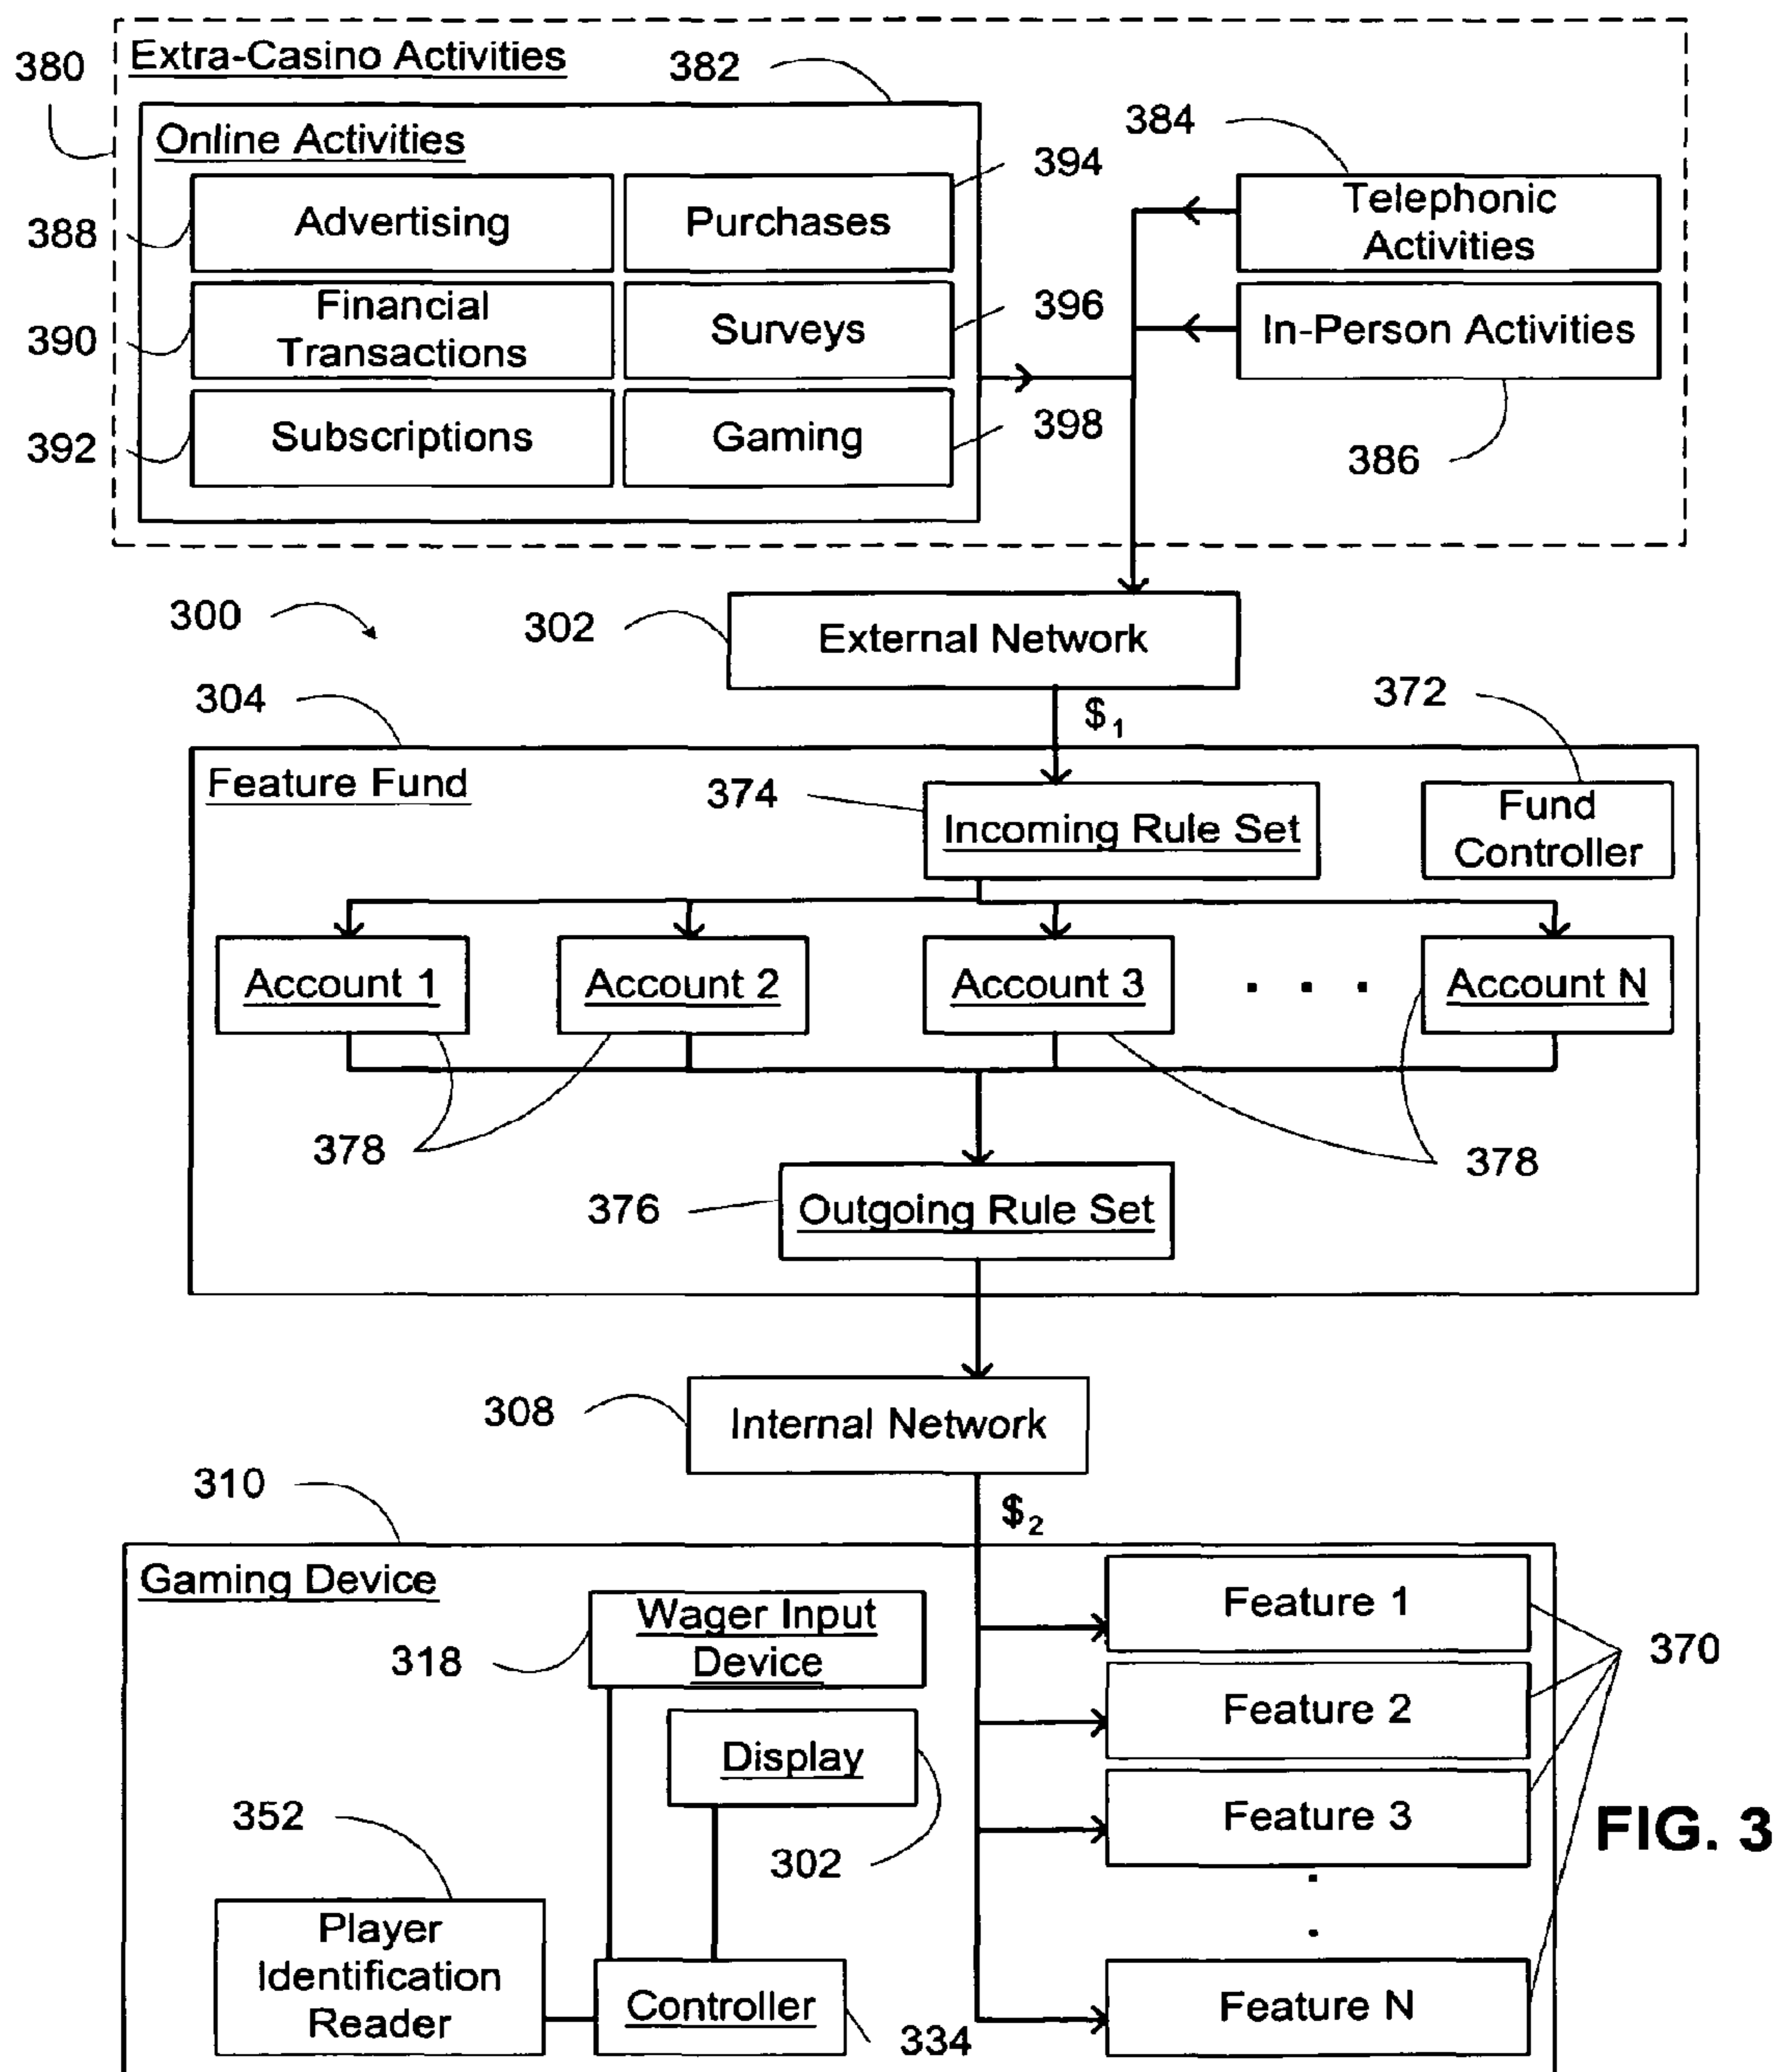 Extra-Casino Activities
380
382
Online Activities
384
394
Telephonic
Activities
388
Advertising
Purchases
Financial
Transactions
390
Surveys
396
In-Person Activities
392
Subscriptions
Gaming
398
386
300
302
External Network
304
$1
372
Feature Fund
374
Incoming Rule Set
Fund
Controller
Account 1
Account 2
Account 3
. . .
Account N
378
378
376
Outgoing Rule Set
308
Internal Network
310
$2
Gaming Device
Wager Input
Device
318
Feature 1
370
Feature 2
Display
Feature 3
FIG. 3
352
302
Player
Identification
Reader
Controller
334
Feature N